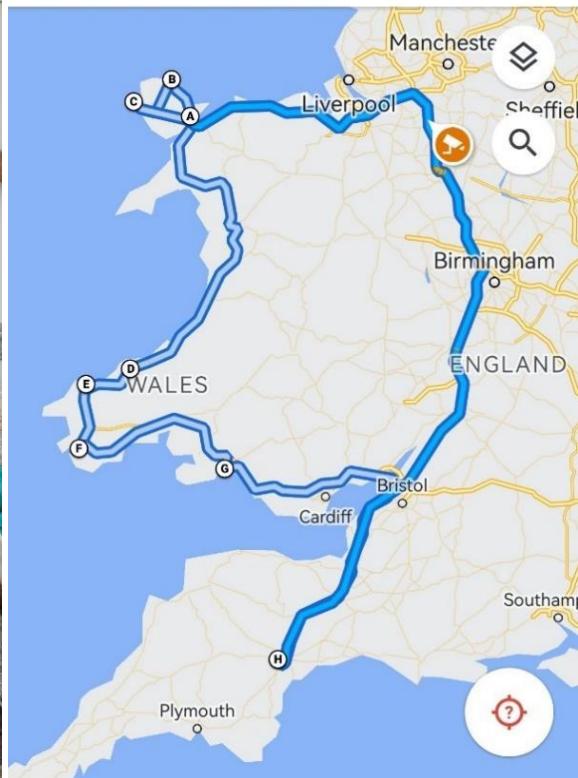 Mancheste
B
C
A
Liverpool
Sheffiel
Birmingham
D
E
WALES
ENGLAND
F
G
Bristol
Cardiff
Southamp
H
Plymouth
?